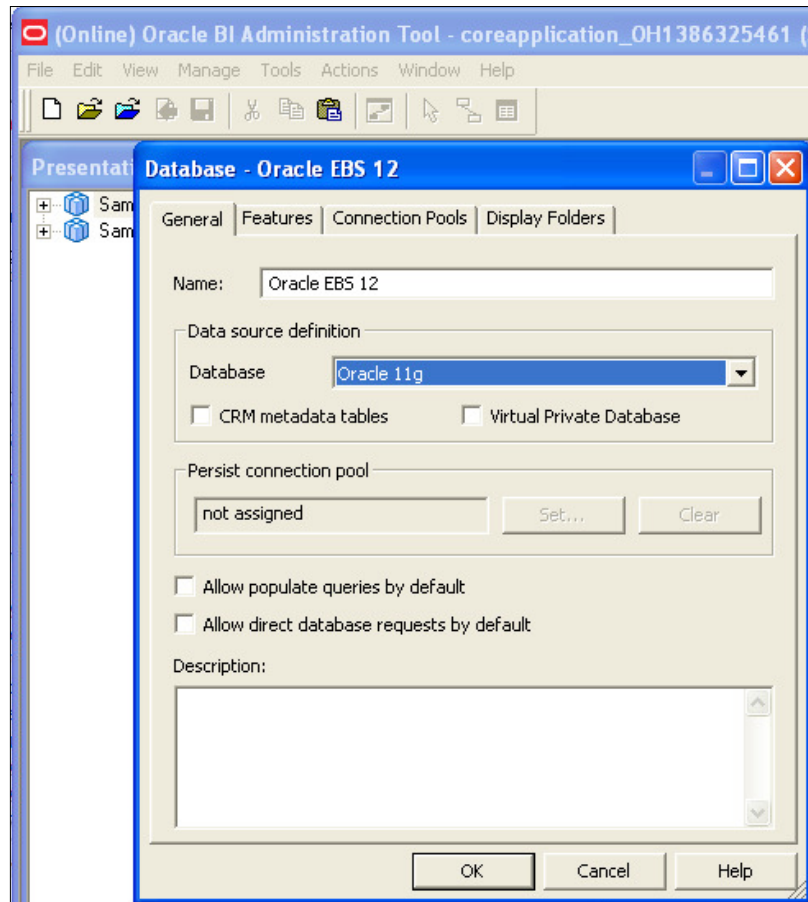 (Online) Oracle BI Administration Tool - coreapplication_OH1386325461 (
File Edit View Manage Tools Actions Window Help
Presentati
Sam
Sam
Database - Oracle EBS 12
General Features Connection Pools Display Folders
Name: Oracle EBS 12
Data source definition
Database Oracle 11g
CRM metadata tables Virtual Private Database
Persist connection pool
not assigned Set... Clear
Allow populate queries by default
Allow direct database requests by default
Description:
OK Cancel Help